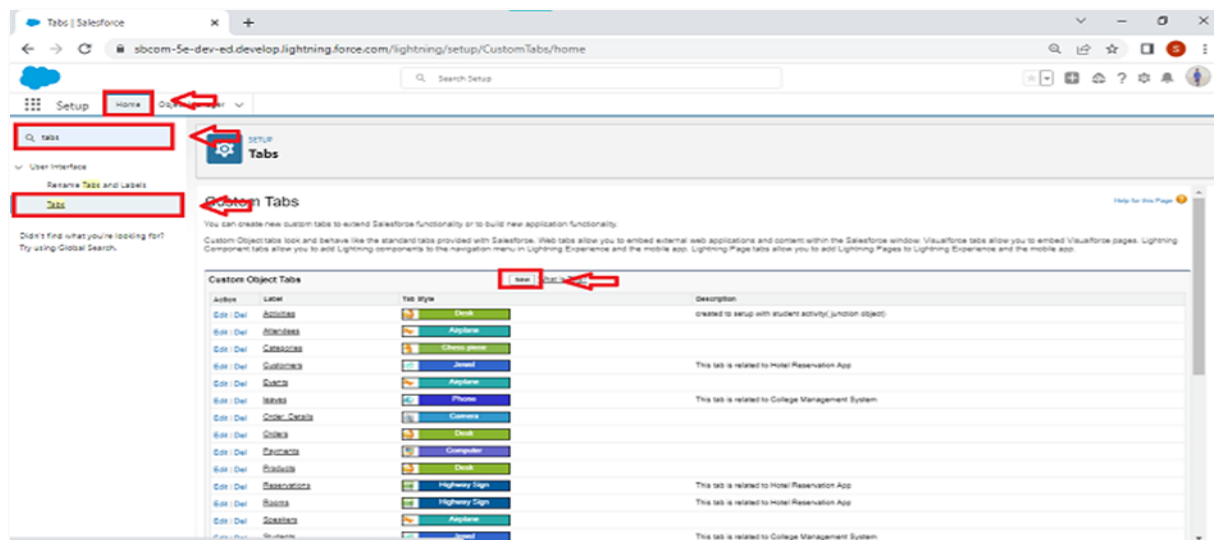 Tabs | Salesforce
sbcom-5e-dev-ed.develop.lightning.force.com/lightning/setup/CustomTabs/home
S
Search Setup
Setup
Home
tabs
SETUP
Tabs
User Interface
Rename Tabs and Labels
Tabs
Didn't find what you're looking for?
Try using Global Search.
Custom Tabs
Help for this Page
You can create new custom tabs to extend Salesforce functionality or to build new application functionality.
Custom Object tabs look and behave like the standard tabs provided with Salesforce. Web tabs allow you to embed external web applications and content within the Salesforce window. Visualforce tabs allow you to embed Visualforce pages. Lightning
Component tabs allow you to add Lightning components to the navigation menu in Lightning Experience and the mobile app. Lightning Page tabs allow you to add Lightning Pages to Lightning Experience and the mobile app.
Custom Object Tabs New What Is
Action Label Tab Style Description
Edit | Del Activities Desk created to setup with student activity( junction object)
Edit | Del Attendees Airplane
Edit | Del Categories Chess piece
Edit | Del Customers Jewel This tab is related to Hotel Reservation App
Edit | Del Events Airplane
Edit | Del leaves Phone This tab is related to College Management System
Edit | Del Order_Details Camera
Edit | Del Orders Desk
Edit | Del Payments Computer
Edit | Del Products Desk
Edit | Del Reservations Highway Sign This tab is related to Hotel Reservation App
Edit | Del Rooms Highway Sign This tab is related to Hotel Reservation App
Edit | Del Speakers Airplane
Edit | Del Students Jewel This tab is related to College Management System